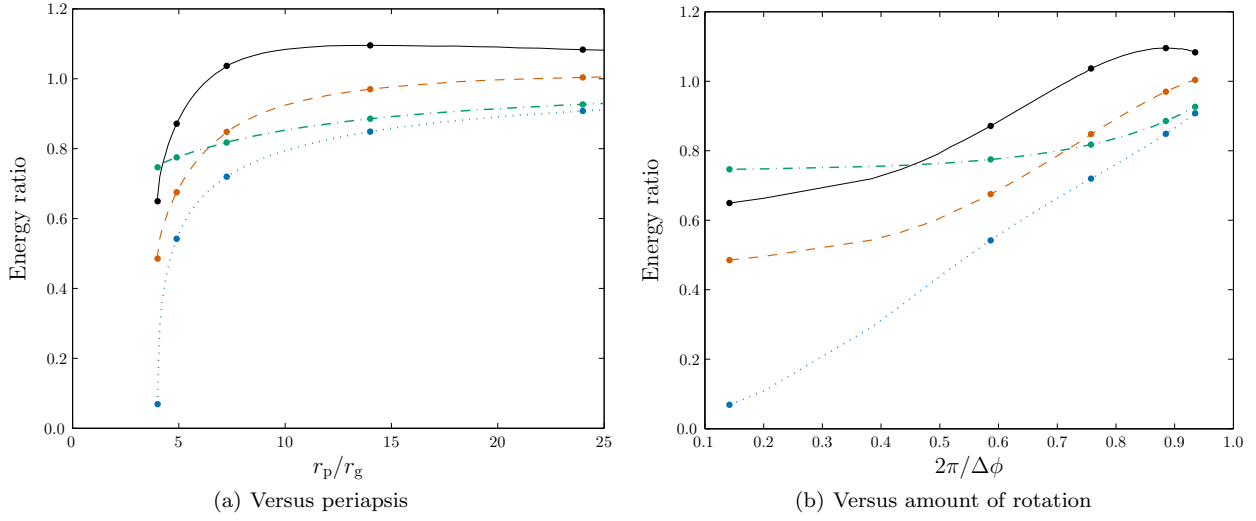 1.2
1.0
0.8
0.6
0.4
0.2
0.0
Energy ratio
0 5 10 15 20 25
r_p/r_g
(a) Versus periapsis
1.2
1.0
0.8
0.6
0.4
0.2
0.0
Energy ratio
0.1 0.2 0.3 0.4 0.5 0.6 0.7 0.8 0.9 1.0
2π/Δϕ
(b) Versus amount of rotation